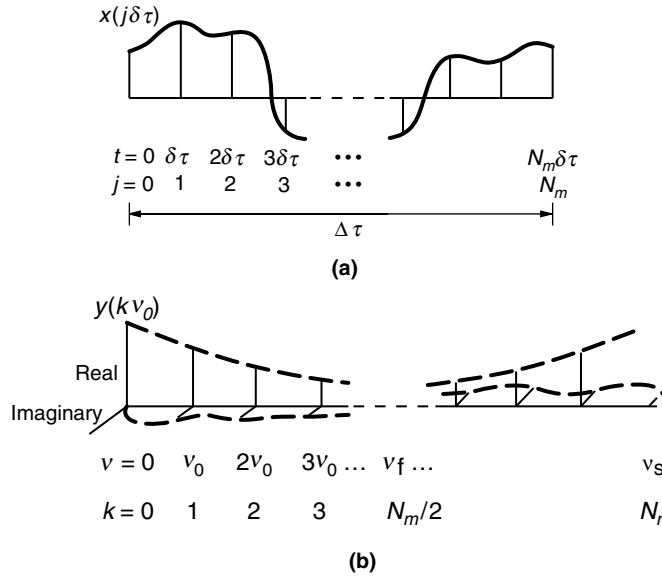 x(jδτ)
t = 0 δτ 2δτ 3δτ ••• N_mδτ
j = 0 1 2 3 ••• N_m
Δτ
(a)
y(kν_0)
Real
Imaginary
ν = 0 ν_0 2ν_0 3ν_0 ... ν_f ... ν_s
k = 0 1 2 3 N_m/2
(b)